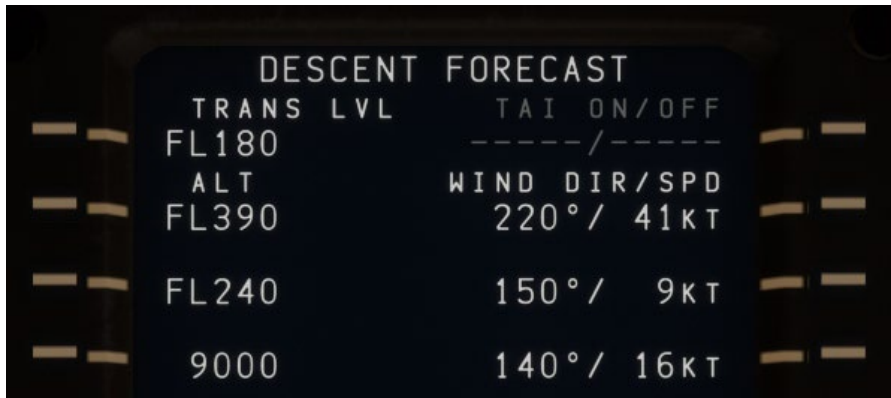 DESCENT FORECAST
TRANS LVL TAI ON/OFF
FL180 -----/-----
ALT WIND DIR/SPD
FL390 220°/ 41KT
FL240 150°/ 9KT
9000 140°/ 16KT